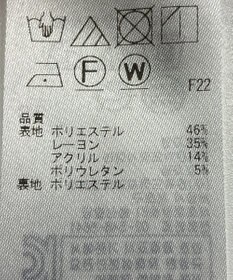 F
W
F22
品質
表地 ポリエステル 46%
レーヨン 35%
アクリル 14%
ポリウレタン 5%
裏地 ポリエステル